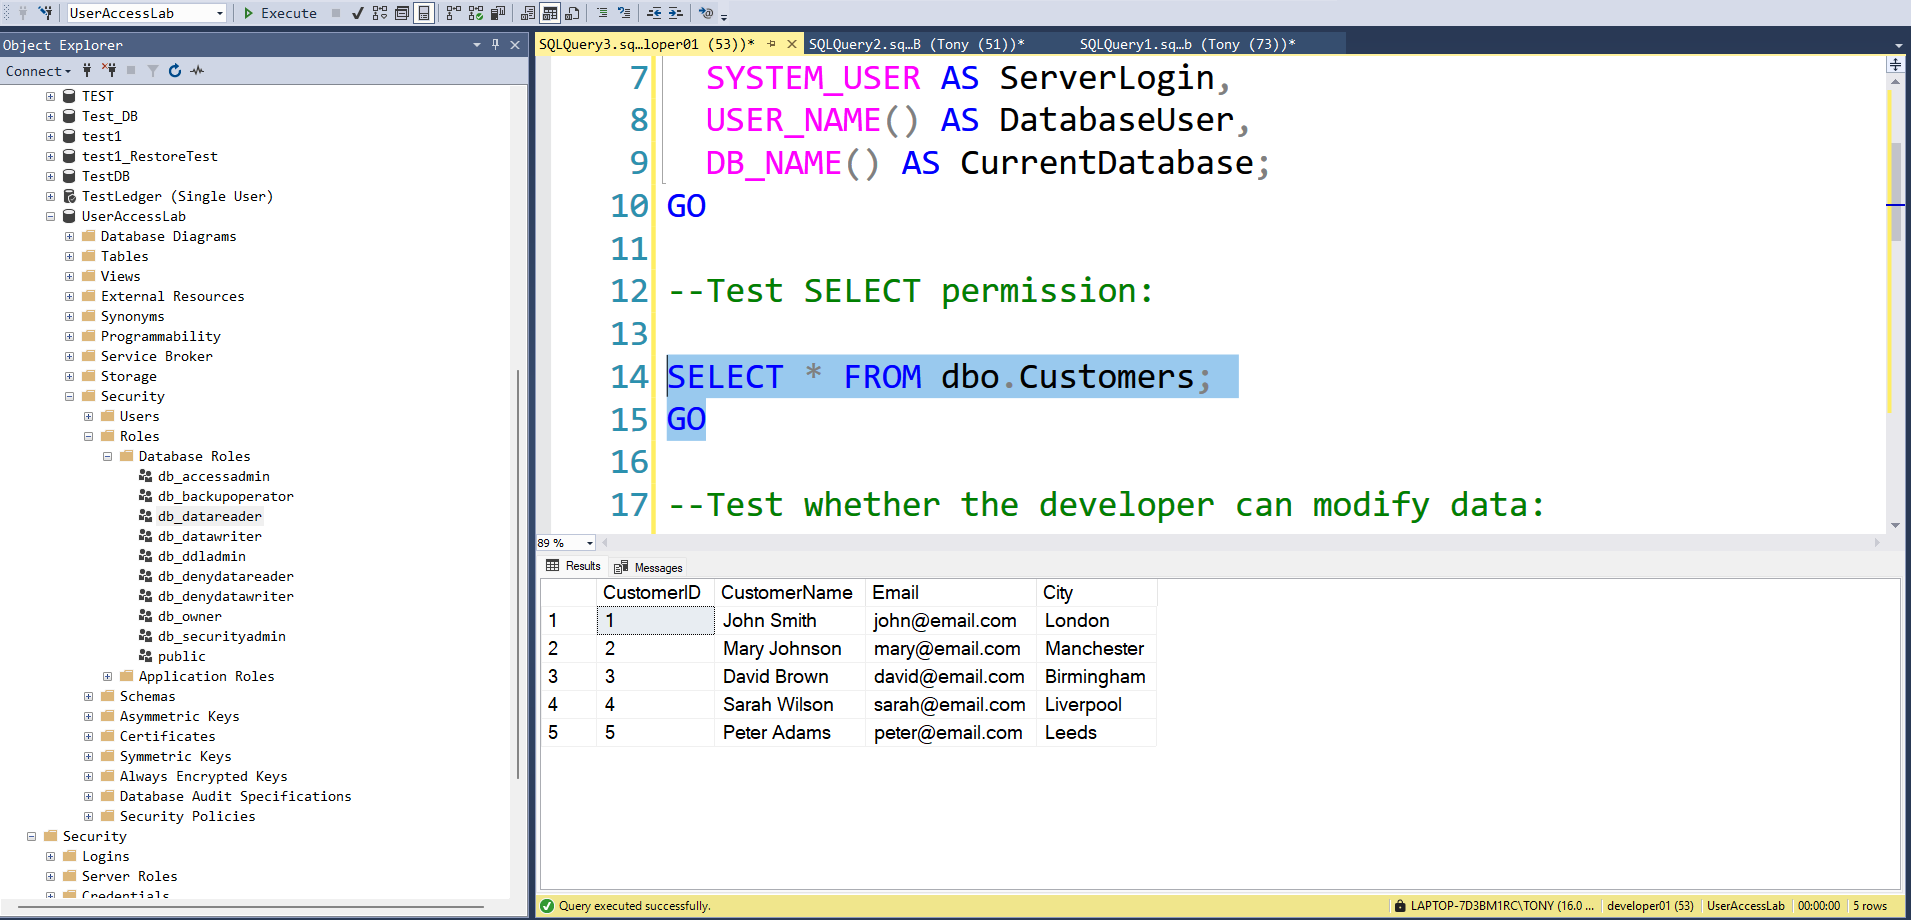 UserAccessLab
Execute
Object Explorer
Connect
TEST
Test_DB
test1
test1_RestoreTest
TestDB
TestLedger (Single User)
UserAccessLab
Database Diagrams
Tables
Views
External Resources
Synonyms
Programmability
Service Broker
Storage
Security
Users
Roles
Database Roles
db_accessadmin
db_backupoperator
db_datareader
db_datawriter
db_ddladmin
db_denydatareader
db_denydatawriter
db_owner
db_securityadmin
public
Application Roles
Schemas
Asymmetric Keys
Certificates
Symmetric Keys
Always Encrypted Keys
Database Audit Specifications
Security Policies
Security
Logins
Server Roles
Credentials
SQLQuery3.sq...loper01 (53))* SQLQuery2.sq...B (Tony (51))* SQLQuery1.sq...b (Tony (73))*
7 SYSTEM_USER AS ServerLogin,
8 USER_NAME() AS DatabaseUser,
9 DB_NAME() AS CurrentDatabase;
10 GO
11
12 --Test SELECT permission:
13
14 SELECT * FROM dbo.Customers;
15 GO
16
17 --Test whether the developer can modify data:
89 %
Results Messages
CustomerID CustomerName Email City
1 1 John Smith john@email.com London
2 2 Mary Johnson mary@email.com Manchester
3 3 David Brown david@email.com Birmingham
4 4 Sarah Wilson sarah@email.com Liverpool
5 5 Peter Adams peter@email.com Leeds
Query executed successfully. LAPTOP-7D3BM1RC\TONY (16.0 ... developer01 (53) UserAccessLab 00:00:00 5 rows